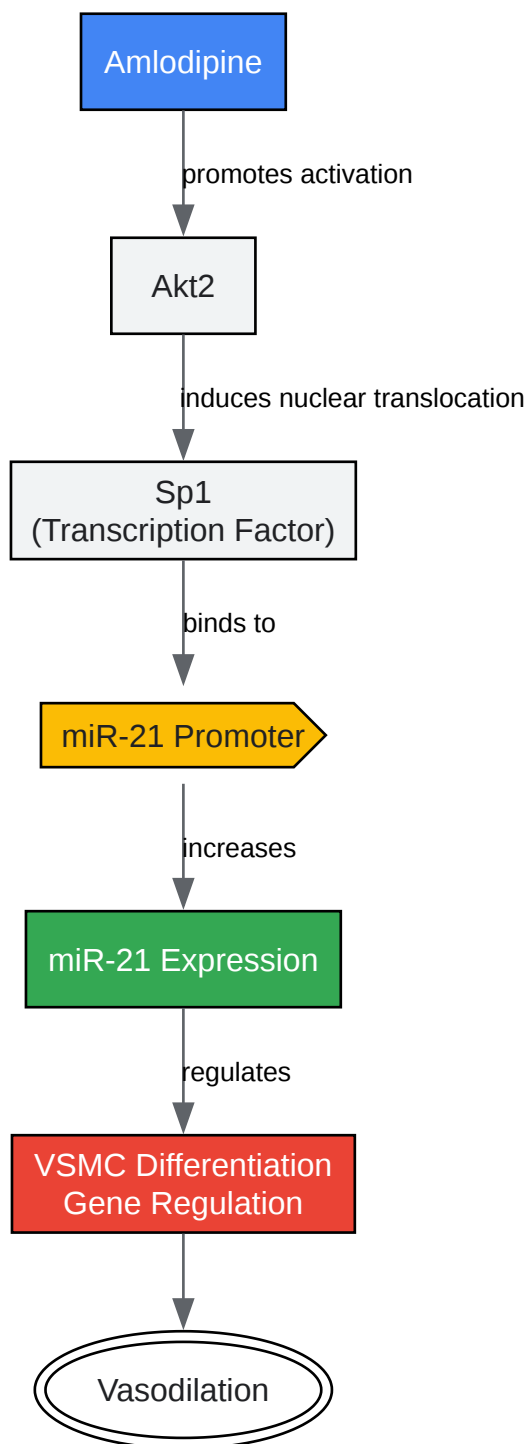 Amlodipine
promotes activation
Akt2
induces nuclear translocation
Sp1
(Transcription Factor)
binds to
miR-21 Promoter
increases
miR-21 Expression
regulates
VSMC Differentiation
Gene Regulation
Vasodilation